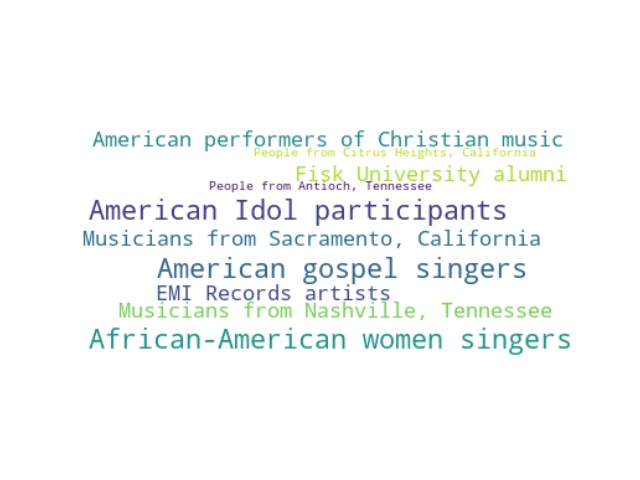 American performers of Christian music
People from Citrus Heights, California
Fisk University alumni
People from Antioch, Tennessee
American Idol participants
Musicians from Sacramento, California
American gospel singers
EMI Records artists
Musicians from Nashville, Tennessee
African-American women singers